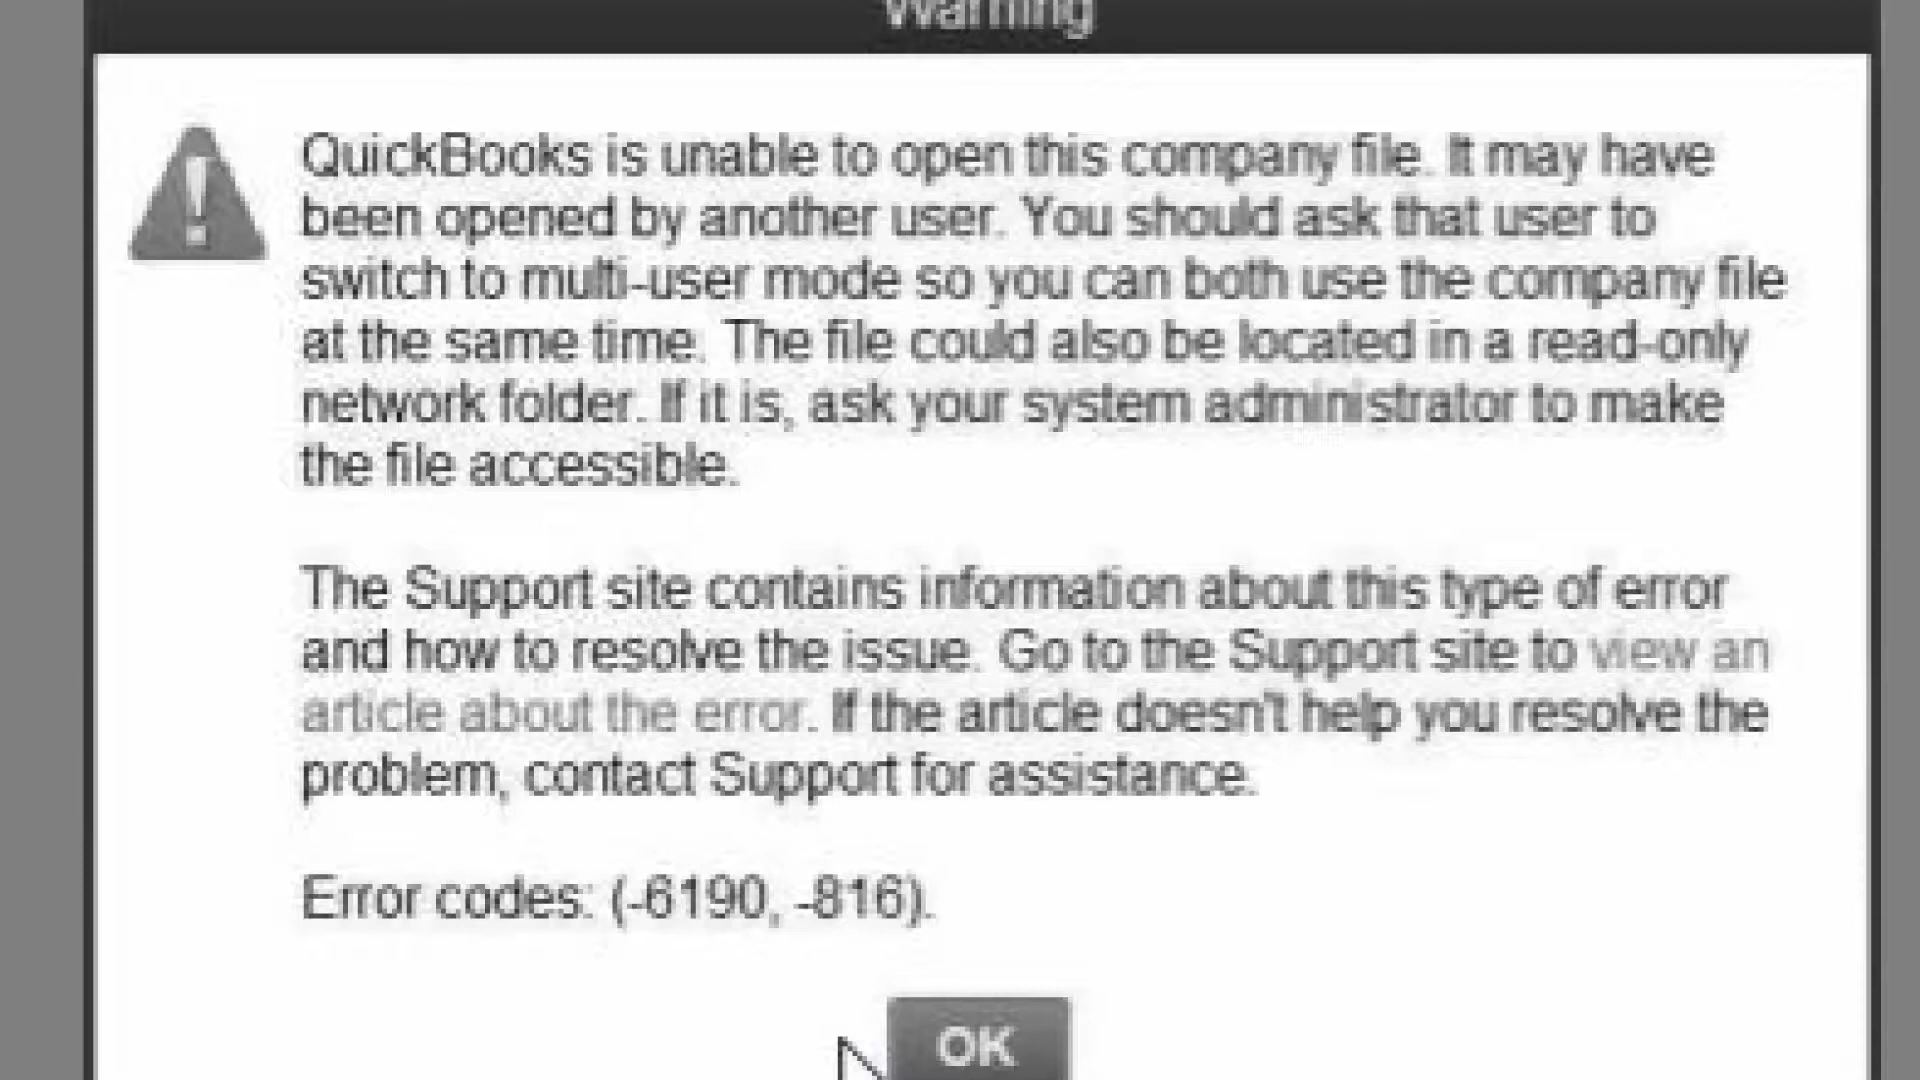 Warning
QuickBooks is unable to open this company file. It may have
been opened by another user. You should ask that user to
switch to multi-user mode so you can both use the company file
at the same time. The file could also be located in a read-only
network folder. If it is, ask your system administrator to make
the file accessible.
The Support site contains information about this type of error
and how to resolve the issue. Go to the Support site to view an
article about the error. If the article doesn't help you resolve the
problem, contact Support for assistance.
Error codes: (-6190, -816).
OK